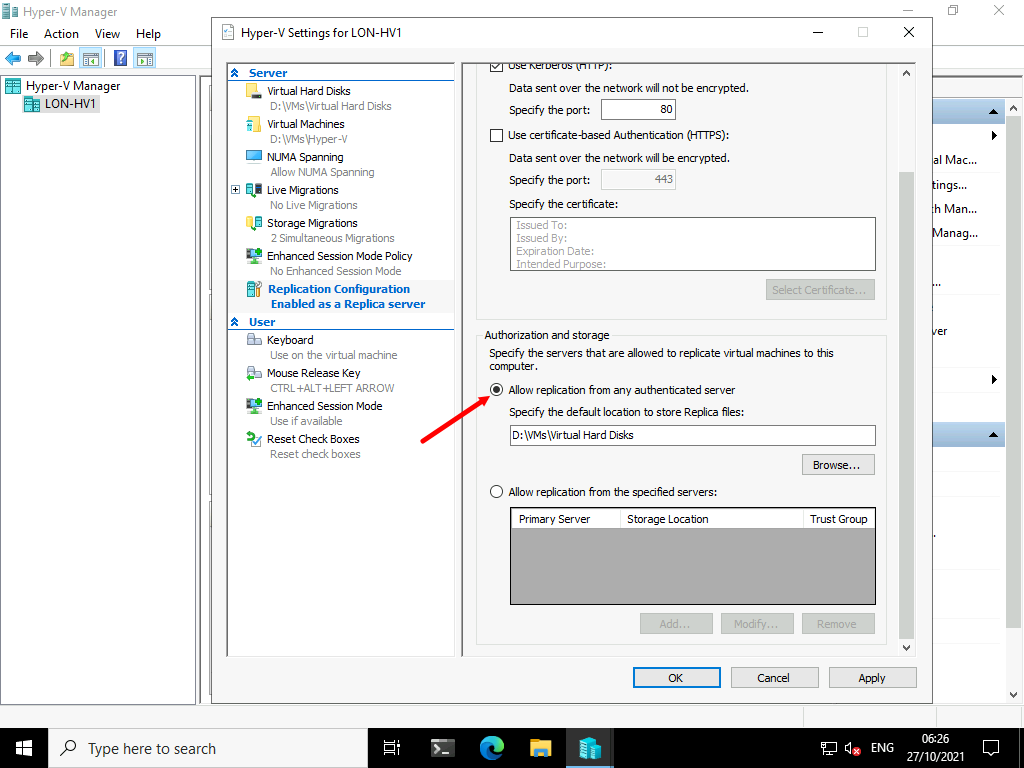 Hyper-V Manager
File Action View Help
Hyper-V Manager
LON-HV1
Hyper-V Settings for LON-HV1
Server
Virtual Hard Disks
D:\VMs\Virtual Hard Disks
Virtual Machines
D:\VMs\Hyper-V
NUMA Spanning
Allow NUMA Spanning
Live Migrations
No Live Migrations
Storage Migrations
2 Simultaneous Migrations
Enhanced Session Mode Policy
No Enhanced Session Mode
Replication Configuration
Enabled as a Replica server
User
Keyboard
Use on the virtual machine
Mouse Release Key
CTRL+ALT+LEFT ARROW
Enhanced Session Mode
Use if available
Reset Check Boxes
Reset check boxes
Use Kerberos (HTTP):
Data sent over the network will not be encrypted.
Specify the port: 80
Use certificate-based Authentication (HTTPS):
Data sent over the network will be encrypted.
Specify the port: 443
Specify the certificate:
Issued To:
Issued By:
Expiration Date:
Intended Purpose:
Select Certificate...
Authorization and storage
Specify the servers that are allowed to replicate virtual machines to this
computer.
Allow replication from any authenticated server
Specify the default location to store Replica files:
D:\VMs\Virtual Hard Disks
Browse...
Allow replication from the specified servers:
Primary Server Storage Location Trust Group
Add... Modify... Remove
OK Cancel Apply
al Mac...
tings...
h Man...
Manag...
...
ver
Type here to search
ENG
06:26
27/10/2021